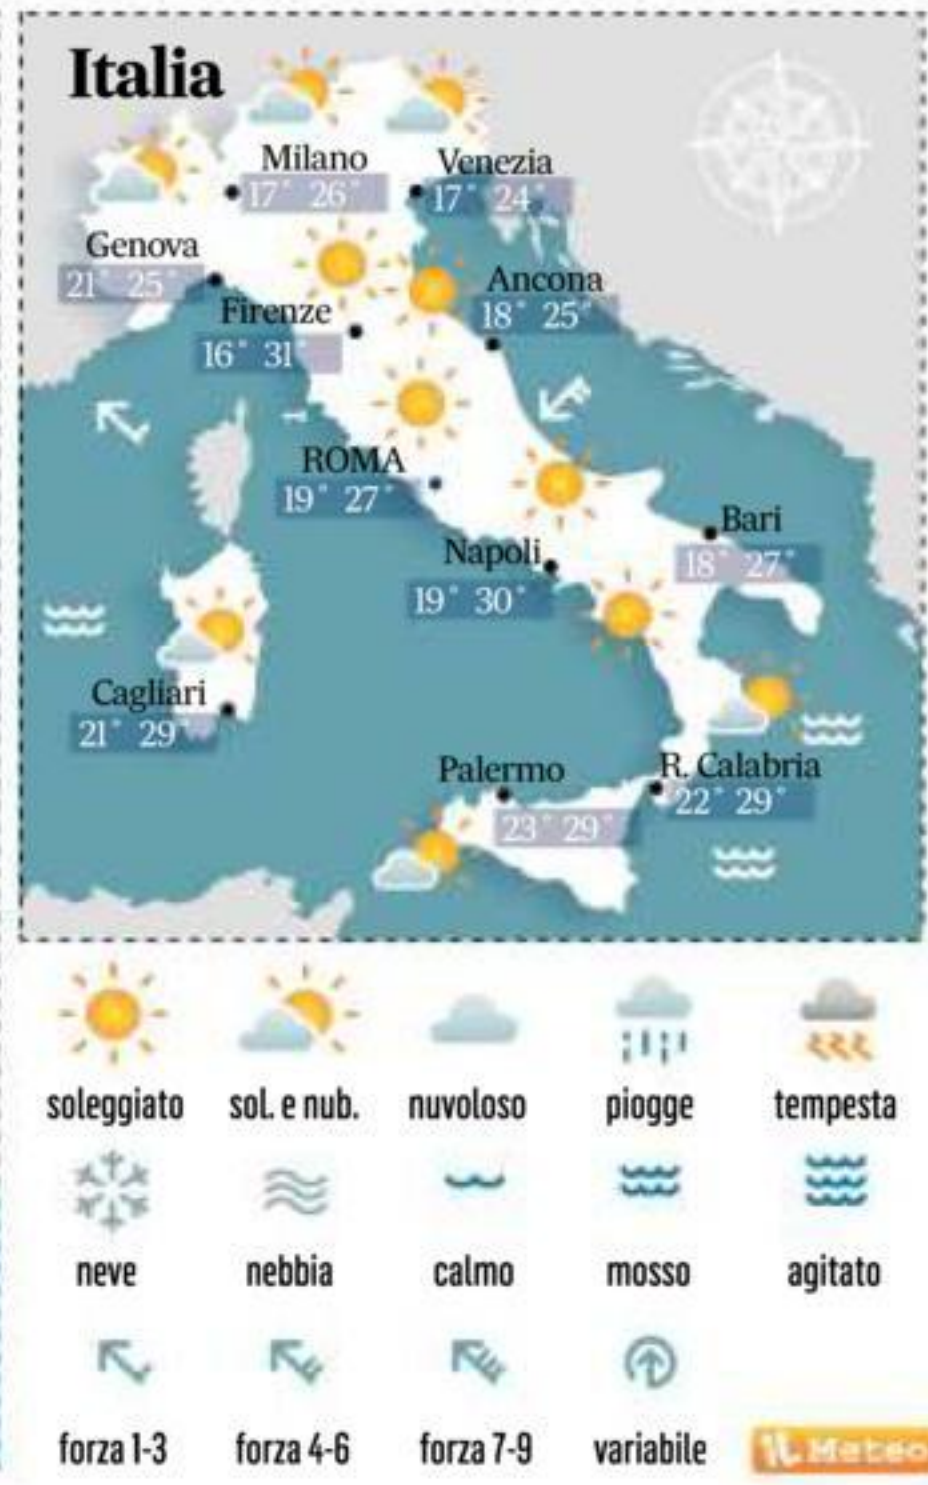 Italia
Milano
17° 26°
Venezia
17° 24°
Genova
21° 25°
Ancona
18° 25°
Firenze
16° 31°
ROMA
19° 27°
Bari
18° 27°
Napoli
19° 30°
Cagliari
21° 29°
Palermo
23° 29°
R. Calabria
22° 29°
soleggiato sol. e nub. nuvoloso piogge tempesta
neve nebbia calmo mosso agitato
forza 1-3 forza 4-6 forza 7-9 variabile
iL Meteo